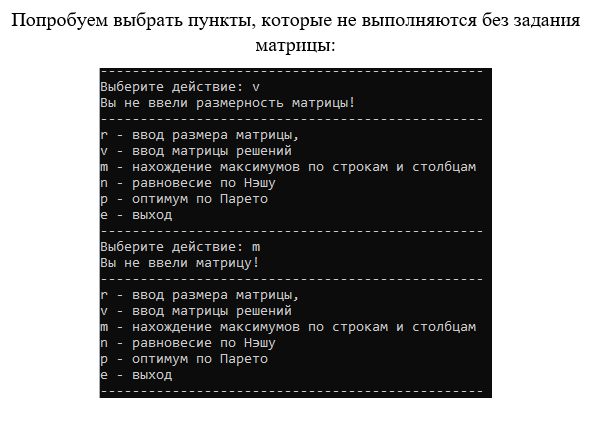 Попробуем выбрать пункты, которые не выполняются без задания
матрицы:
------------------------------------------------
Выберите действие: v
Вы не ввели размерность матрицы!
------------------------------------------------
r - ввод размера матрицы,
v - ввод матрицы решений
m - нахождение максимумов по строкам и столбцам
n - равновесие по Нэшу
p - оптимум по Парето
e - выход
------------------------------------------------
Выберите действие: m
Вы не ввели матрицу!
------------------------------------------------
r - ввод размера матрицы,
v - ввод матрицы решений
m - нахождение максимумов по строкам и столбцам
n - равновесие по Нэшу
p - оптимум по Парето
e - выход
------------------------------------------------